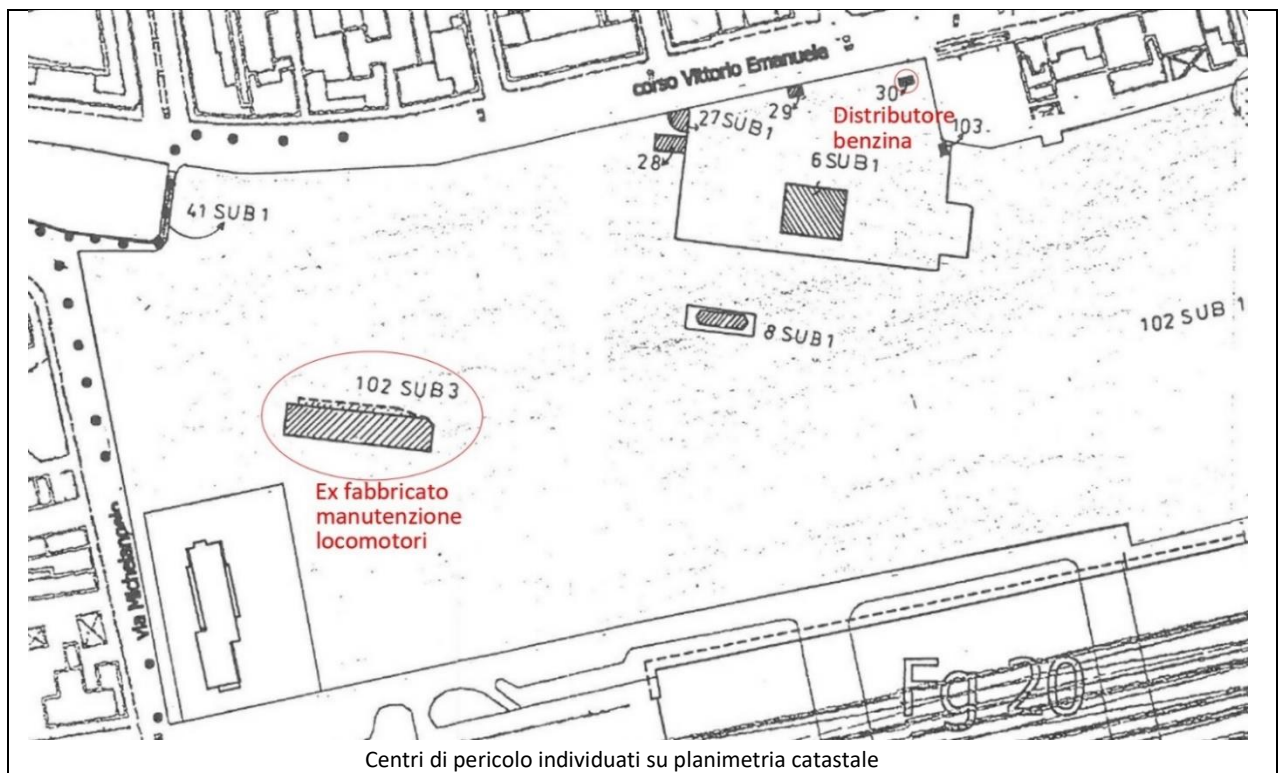 corso Vittorio Emanuele
30
29
27 SUB 1
Distributore
benzina
103
28
6 SUB 1
41 SUB 1
8 SUB 1
102 SUB 1
102 SUB 3
Ex fabbricato
manutenzione
locomotori
via Michelangelo
Fg 20
Centri di pericolo individuati su planimetria catastale